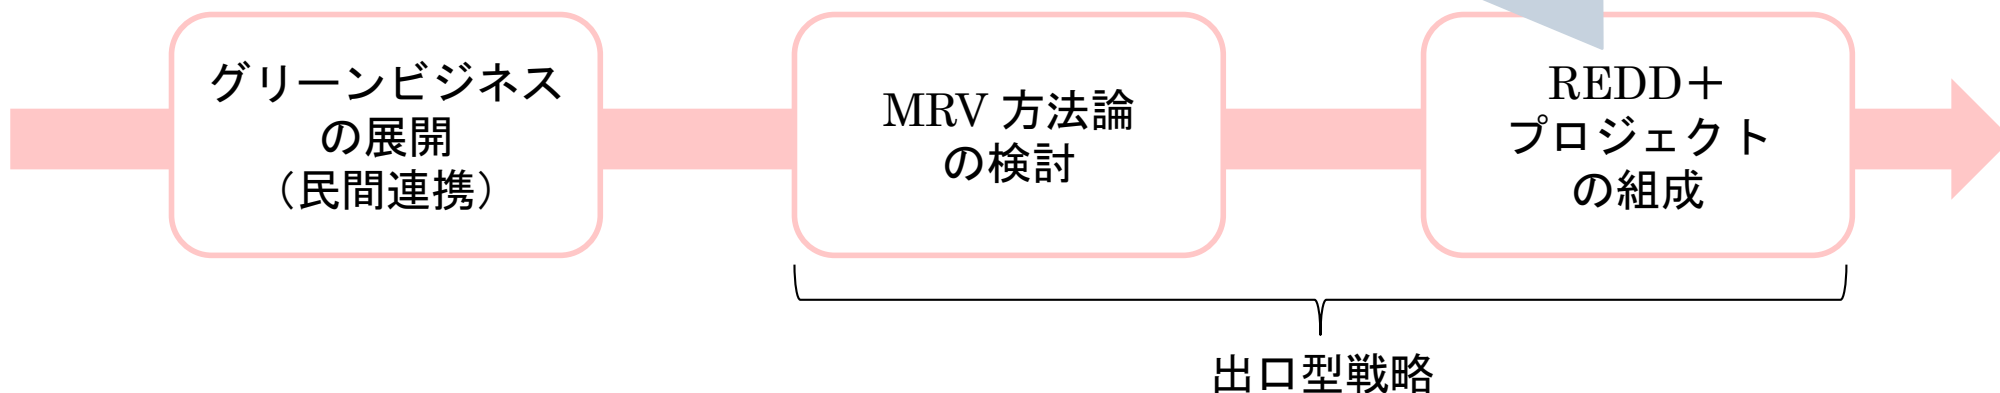 グリーンビジネス
の展開
（民間連携）
MRV 方法論
の検討
REDD＋
プロジェクト
の組成
出口型戦略